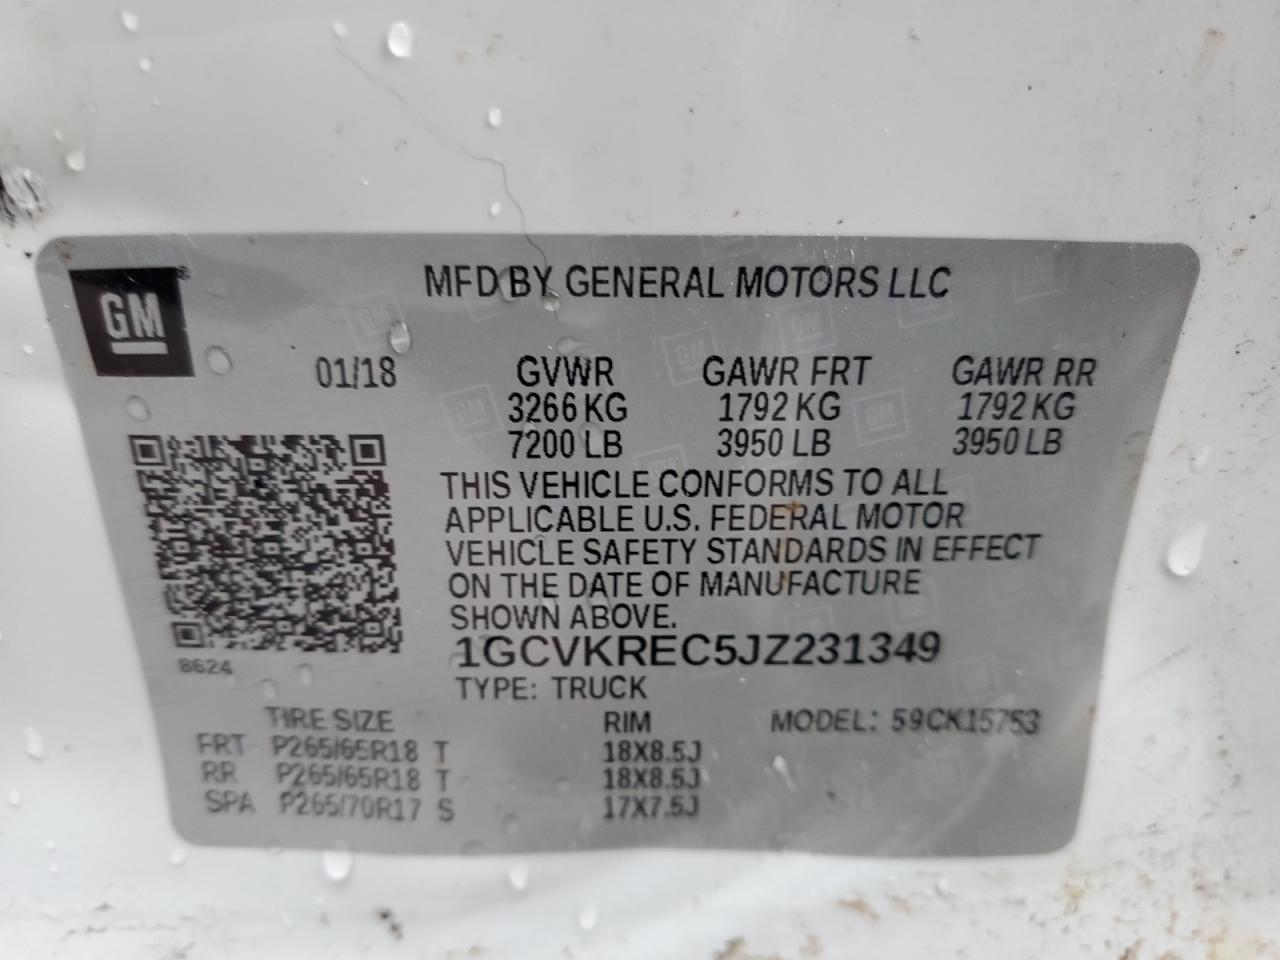 GM
MFD BY GENERAL MOTORS LLC
01/18 GVWR GAWR FRT GAWR RR
3266 KG 1792 KG 1792 KG
7200 LB 3950 LB 3950 LB
THIS VEHICLE CONFORMS TO ALL
APPLICABLE U.S. FEDERAL MOTOR
VEHICLE SAFETY STANDARDS IN EFFECT
ON THE DATE OF MANUFACTURE
SHOWN ABOVE.
8624
1GCVKREC5JZ231349
TYPE: TRUCK
TIRE SIZE RIM MODEL: 59CK15753
FRT P265/65R18 T 18X8.5J
RR P265/65R18 T 18X8.5J
SPA P265/70R17 S 17X7.5J